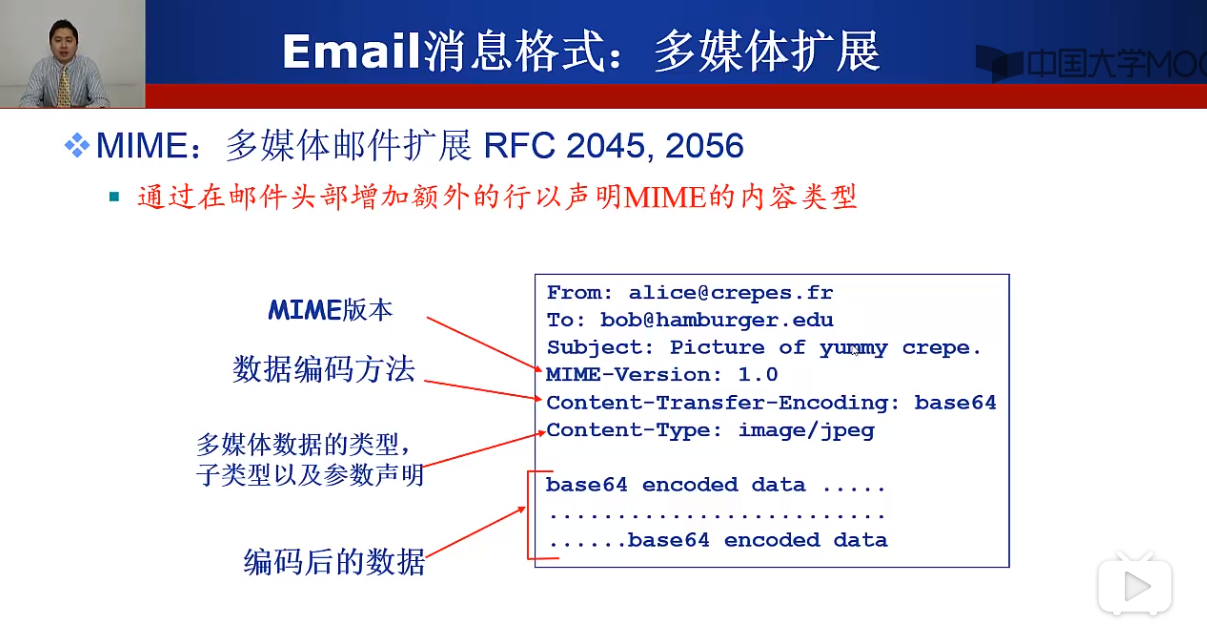 Email消息格式：多媒体扩展
中国大学MOO
MIME：多媒体邮件扩展 RFC 2045, 2056
通过在邮件头部增加额外的行以声明MIME的内容类型
MIME版本
数据编码方法
多媒体数据的类型，
子类型以及参数声明
编码后的数据
From: alice@crepes.fr
To: bob@hamburger.edu
Subject: Picture of yummy crepe.
MIME-Version: 1.0
Content-Transfer-Encoding: base64
Content-Type: image/jpeg
base64 encoded data .....
.........................
......base64 encoded data